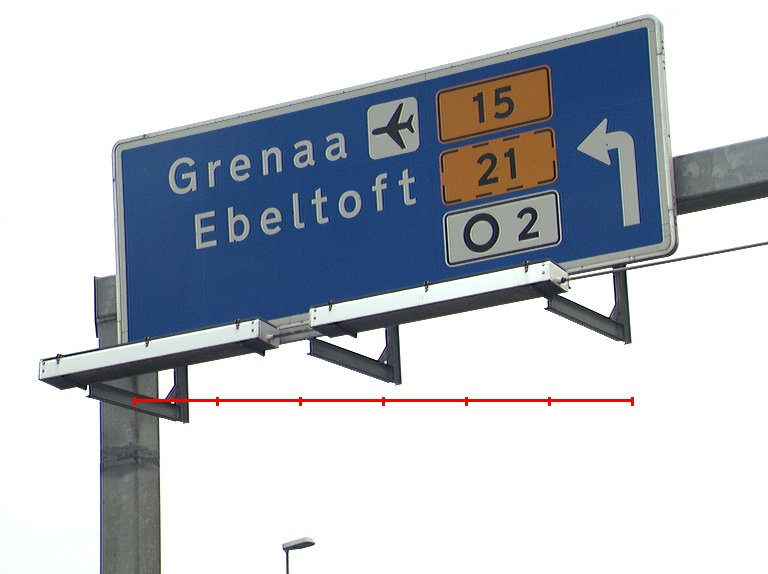 Grenaa 15
Ebeltoft 21
O 2